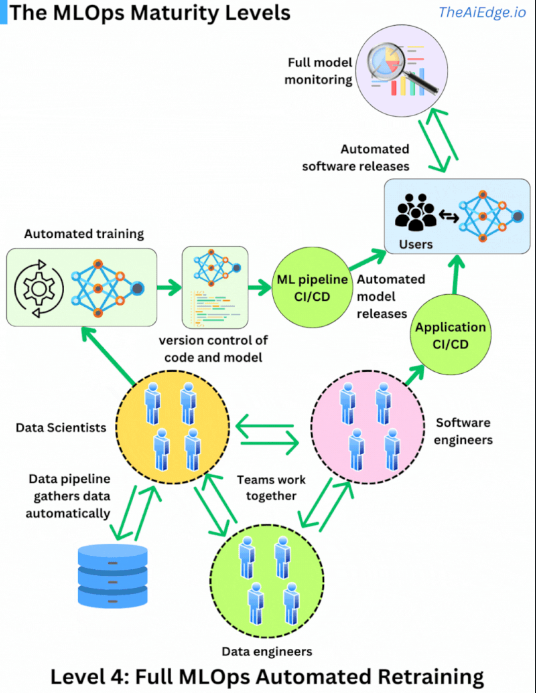 The MLOps Maturity Levels
TheAiEdge.io
Full model
monitoring
Automated
software releases
Users
Automated training
version control of
code and model
ML pipeline
CI/CD
Automated
model
releases
Application
CI/CD
Data Scientists
Software
engineers
Data pipeline
gathers data
automatically
Teams work
together
Data engineers
Level 4: Full MLOps Automated Retraining